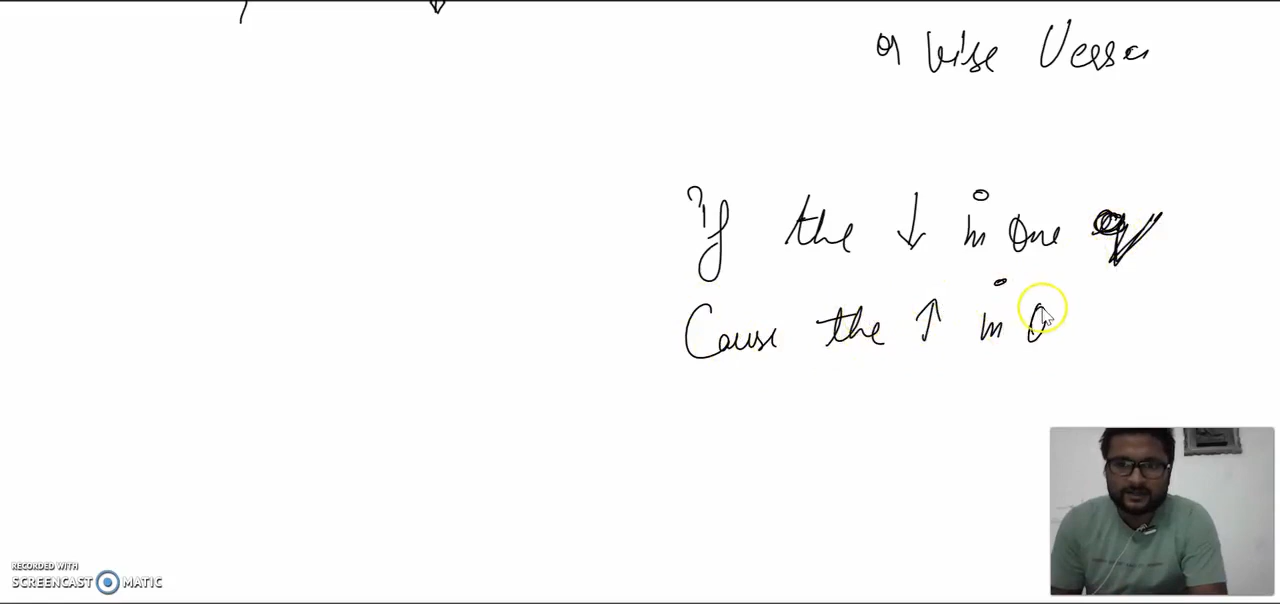 or vise Versa
If the ↓ in one
Cause the ↑ in O
RECORDED WITH
SCREENCAST MATIC